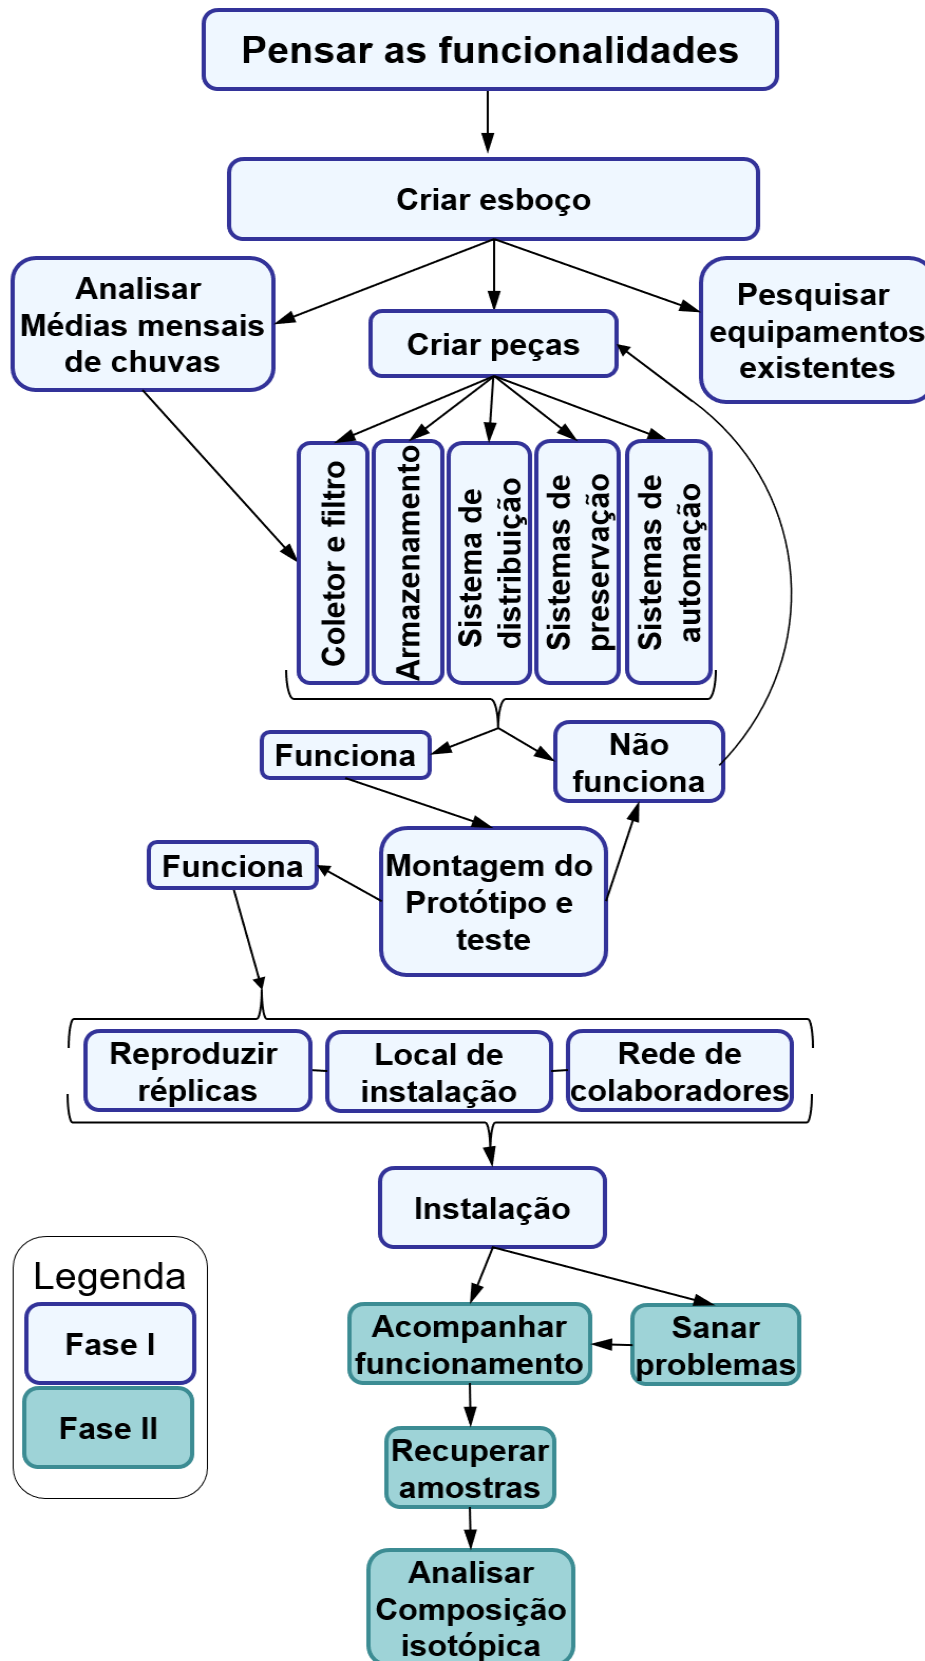 Pensar as funcionalidades
Criar esboço
Analisar
Médias mensais
de chuvas
Criar peças
Pesquisar
equipamentos
existentes
Coletor e filtro
Armazenamento
Sistema de
distribuição
Sistemas de
preservação
Sistemas de
automação
Funciona
Não
funciona
Funciona
Montagem do
Protótipo e
teste
Reproduzir
réplicas
Local de
instalação
Rede de
colaboradores
Instalação
Legenda
Fase I
Fase II
Acompanhar
funcionamento
Sanar
problemas
Recuperar
amostras
Analisar
Composição
isotópica